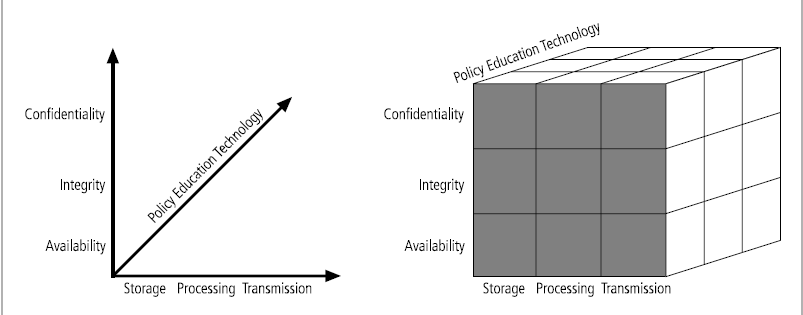 Confidentiality
Integrity
Availability
Policy Education Technology
Storage Processing Transmission
Policy Education Technology
Confidentiality
Integrity
Availability
Storage Processing Transmission